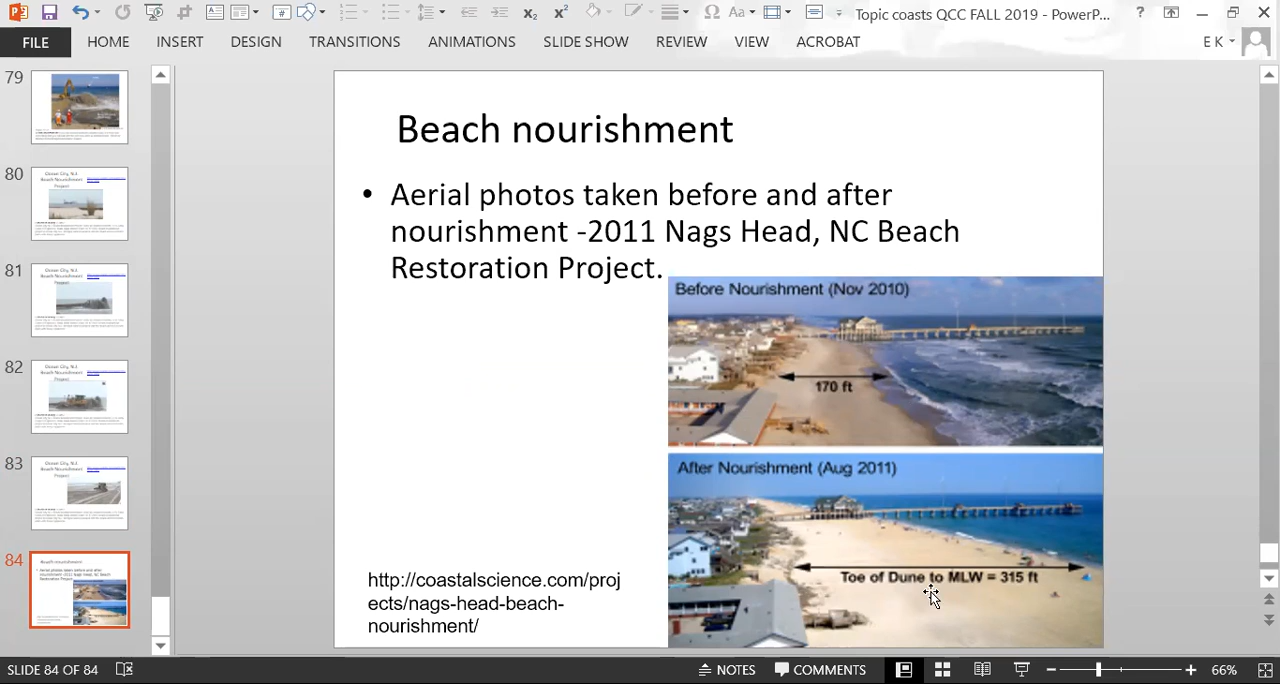 Topic coasts QCC FALL 2019 - PowerP...
FILE
HOME
INSERT
DESIGN
TRANSITIONS
ANIMATIONS
SLIDE SHOW
REVIEW
VIEW
ACROBAT
E K
79
80
81
82
83
84
Beach nourishment
• Aerial photos taken before and after
nourishment -2011 Nags Head, NC Beach
Restoration Project.
Before Nourishment (Nov 2010)
170 ft
After Nourishment (Aug 2011)
Toe of Dune to MLW = 315 ft
http://coastalscience.com/proj
ects/nags-head-beach-
nourishment/
SLIDE 84 OF 84
NOTES
COMMENTS
66%